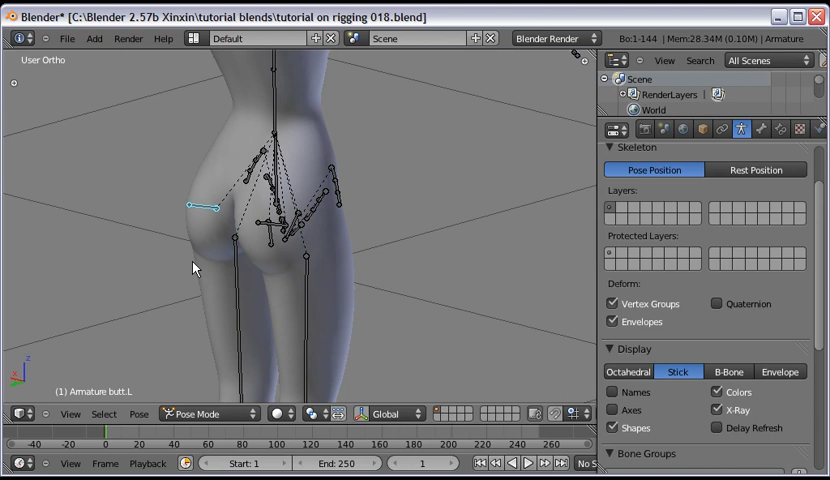 Blender* [C:\Blender 2.57b Xinxin\tutorial blends\tutorial on rigging 018.blend]
File Add Render Help Default Scene Blender Render Bo:1-144 | Mem:28.34M (0.10M) | Armature
User Ortho
View Search All Scenes
Scene
RenderLayers
World
Skeleton
Pose Position Rest Position
Layers:
Protected Layers:
Deform:
Vertex Groups Quaternion
Envelopes
Display
Octahedral Stick B-Bone Envelope
Names Colors
Axes X-Ray
Shapes Delay Refresh
Bone Groups
z
x
(1) Armature butt.L
View Select Pose Pose Mode Global
-40 -20 0 20 40 60 80 100 120 140 160 180 200 220 240 260
View Frame Playback Start: 1 End: 250 1 No S